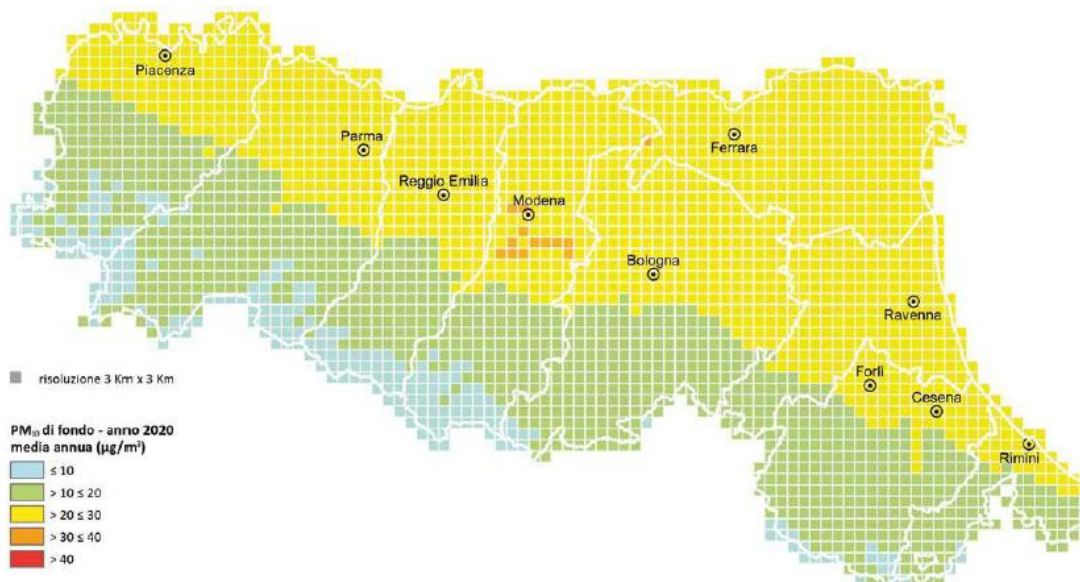 Piacenza
Parma
Ferrara
Reggio Emilia
Modena
Bologna
Ravenna
Forlì
Cesena
Rimini
risoluzione 3 Km x 3 Km
PM₁₀ di fondo - anno 2020
media annua (µg/m³)
≤ 10
> 10 ≤ 20
> 20 ≤ 30
> 30 ≤ 40
> 40